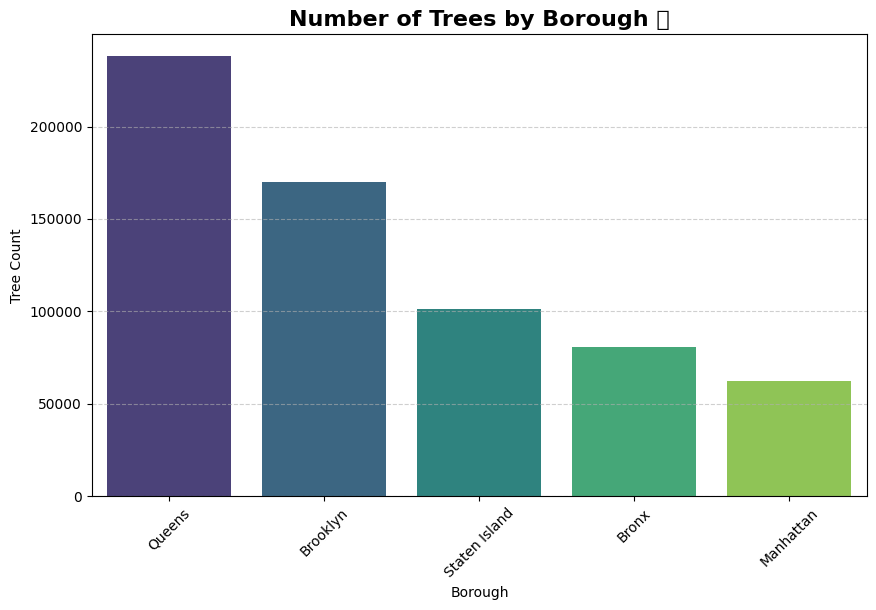 Number of Trees by Borough
Tree Count
200000
150000
100000
50000
0
Queens
Brooklyn
Staten Island
Bronx
Manhattan
Borough